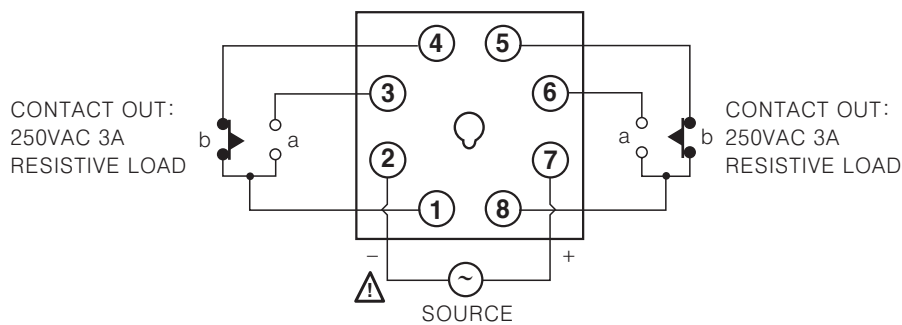 4 5
3 6
CONTACT OUT:
250VAC 3A
RESISTIVE LOAD
b a
a b
CONTACT OUT:
250VAC 3A
RESISTIVE LOAD
2 7
1 8
− +
!
~
SOURCE